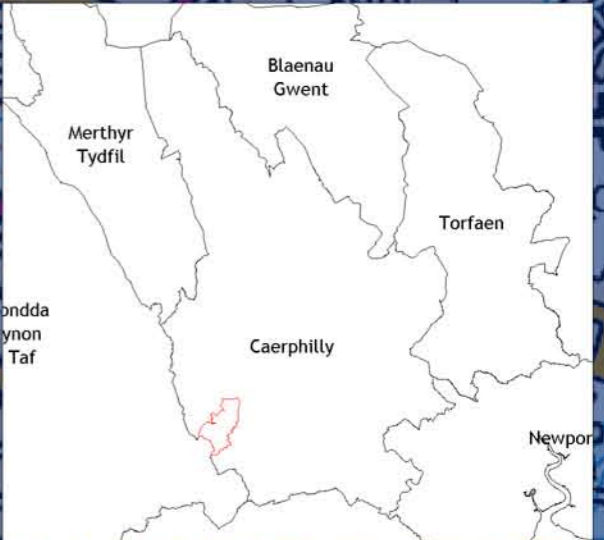 Blaenau
Gwent
Merthyr
Tydfil
Torfaen
ondda
ynon
Taf
Caerphilly
Newpor